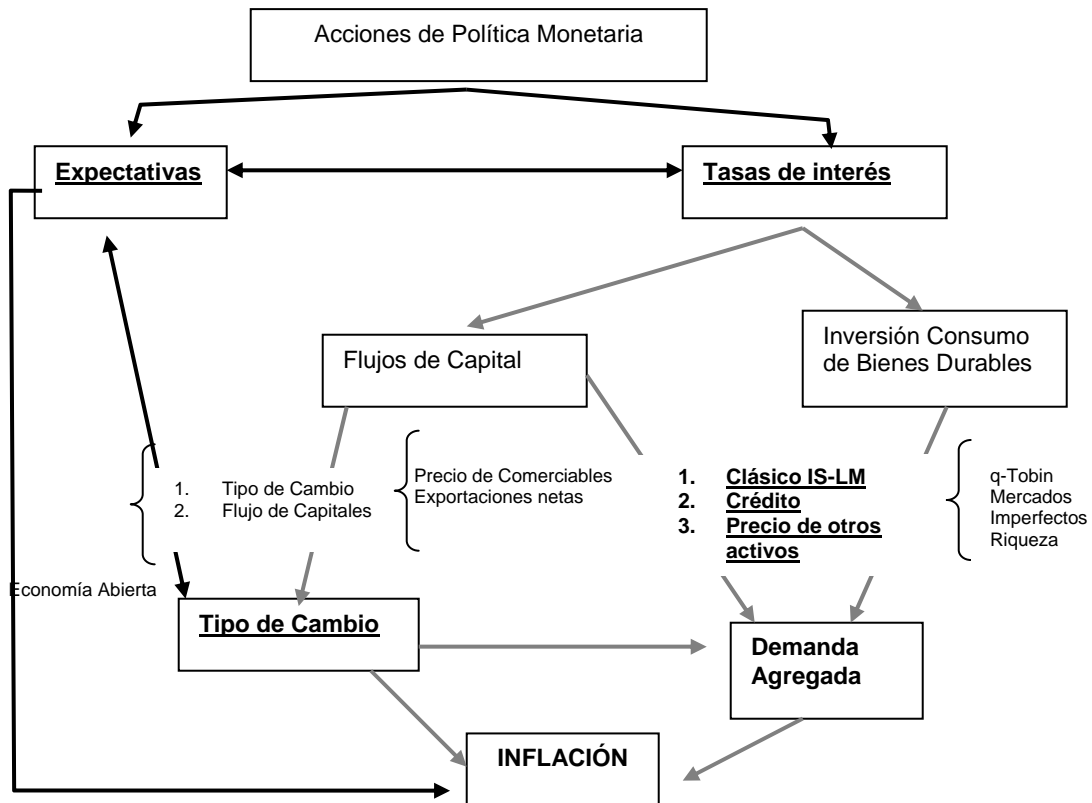 Acciones de Política Monetaria
Expectativas
Tasas de interés
Flujos de Capital
Inversión Consumo
de Bienes Durables
1. Tipo de Cambio
2. Flujo de Capitales
Precio de Comerciables
Exportaciones netas
1. Clásico IS-LM
2. Crédito
3. Precio de otros
activos
q-Tobin
Mercados
Imperfectos
Riqueza
Economía Abierta
Tipo de Cambio
Demanda
Agregada
INFLACIÓN